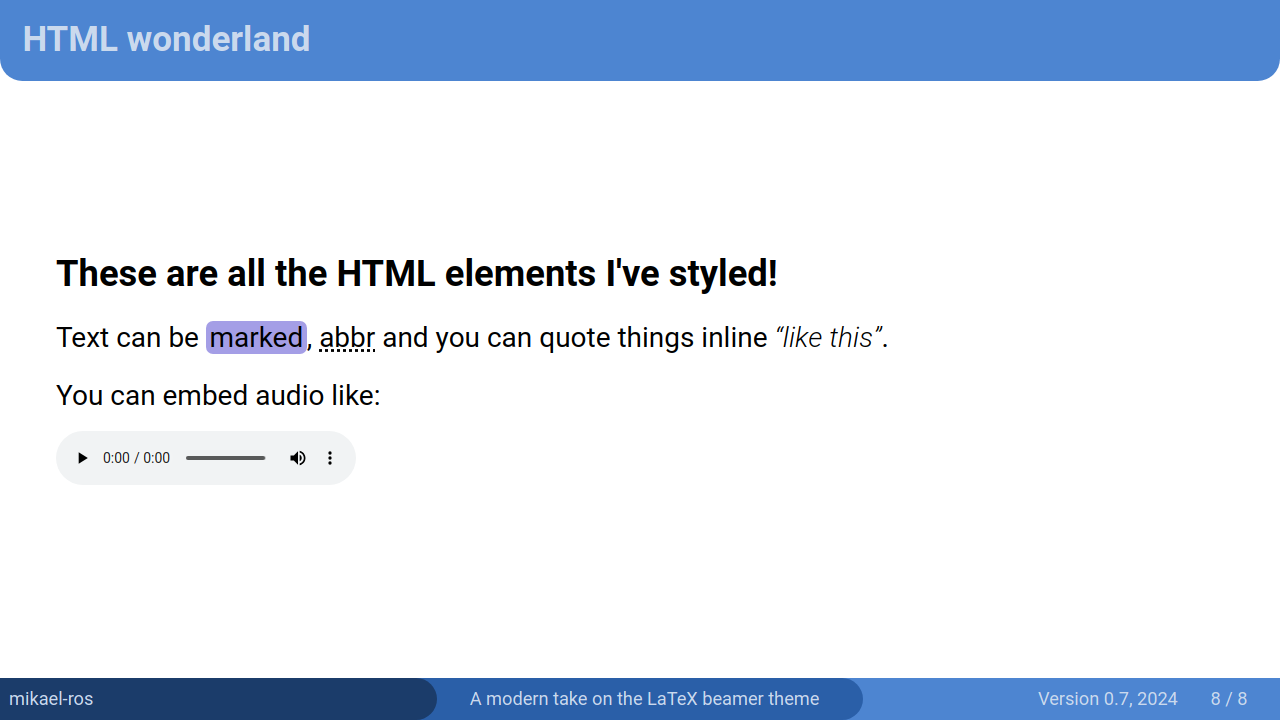 HTML wonderland
These are all the HTML elements I've styled!
Text can be marked, abbr and you can quote things inline “like this”.
You can embed audio like:
0:00 / 0:00
mikael-ros
A modern take on the LaTeX beamer theme
Version 0.7, 2024
8 / 8